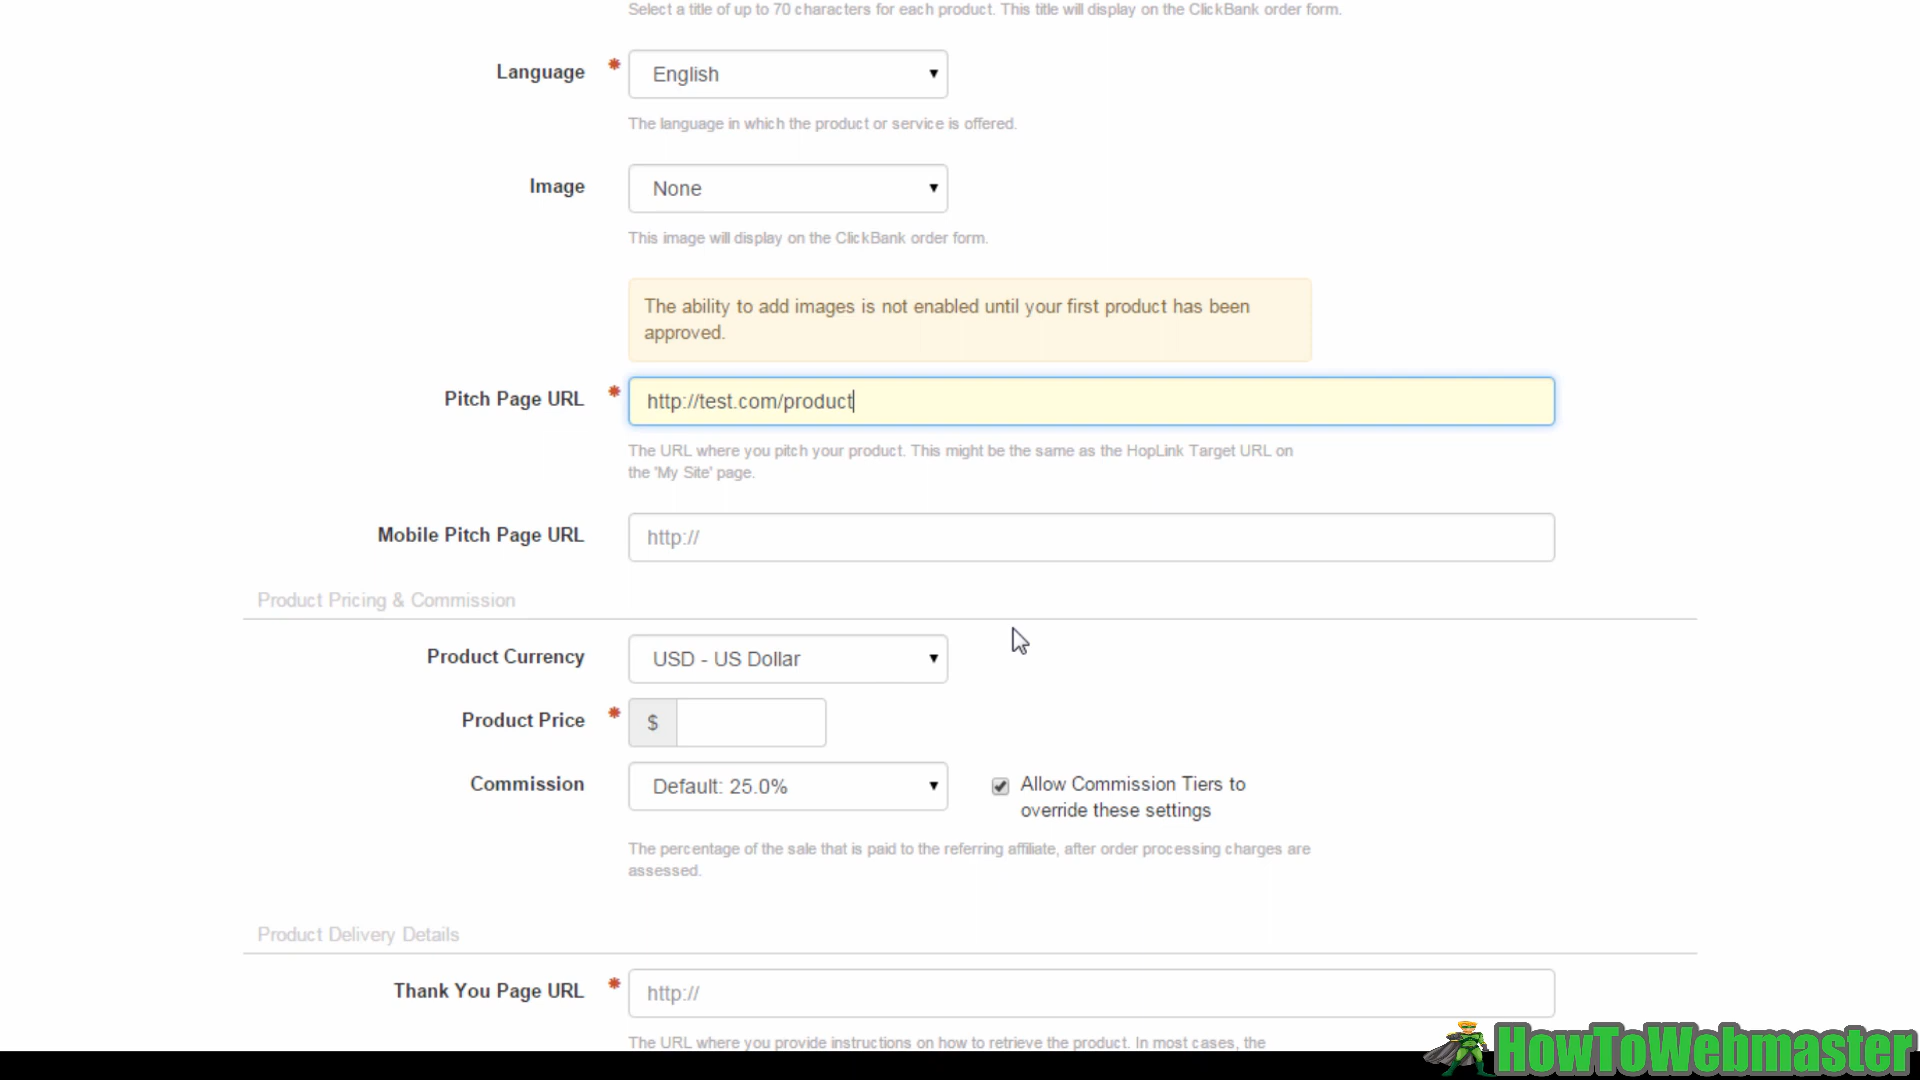 Select a title of up to 70 characters for each product. This title will display on the ClickBank order form.
Language * English
The language in which the product or service is offered.
Image None
This image will display on the ClickBank order form.
The ability to add images is not enabled until your first product has been
approved.
Pitch Page URL * http://test.com/product
The URL where you pitch your product. This might be the same as the HopLink Target URL on
the 'My Site' page.
Mobile Pitch Page URL http://
Product Pricing & Commission
Product Currency USD - US Dollar
Product Price * $
Commission Default: 25.0% Allow Commission Tiers to
override these settings
The percentage of the sale that is paid to the referring affiliate, after order processing charges are
assessed.
Product Delivery Details
Thank You Page URL * http://
The URL where you provide instructions on how to retrieve the product. In most cases, the
HowToWebmaster